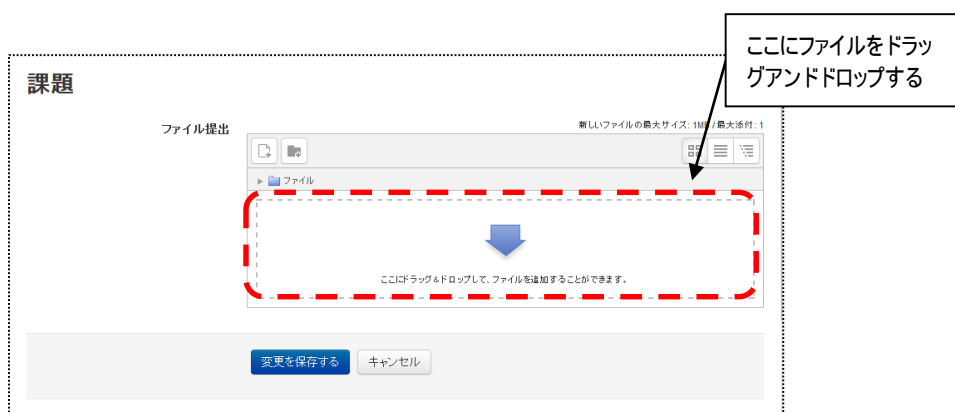 ここにファイルをドラッ
グアンドドロップする
課題
ファイル提出
新しいファイルの最大サイズ: 1MB / 最大添付: 1
ファイル
ここにドラッグ&ドロップして、ファイルを追加することができます。
変更を保存する
キャンセル